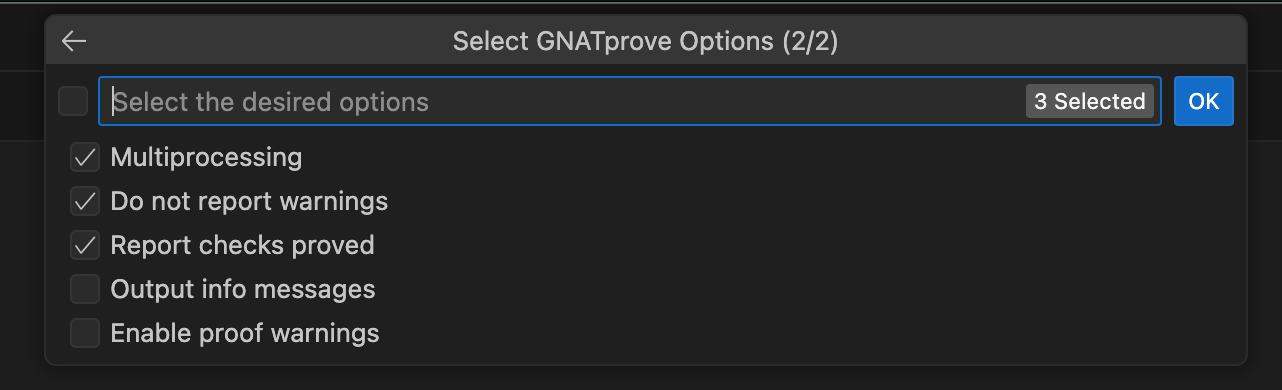 Select GNATprove Options (2/2)
Select the desired options 3 Selected OK
Multiprocessing
Do not report warnings
Report checks proved
Output info messages
Enable proof warnings